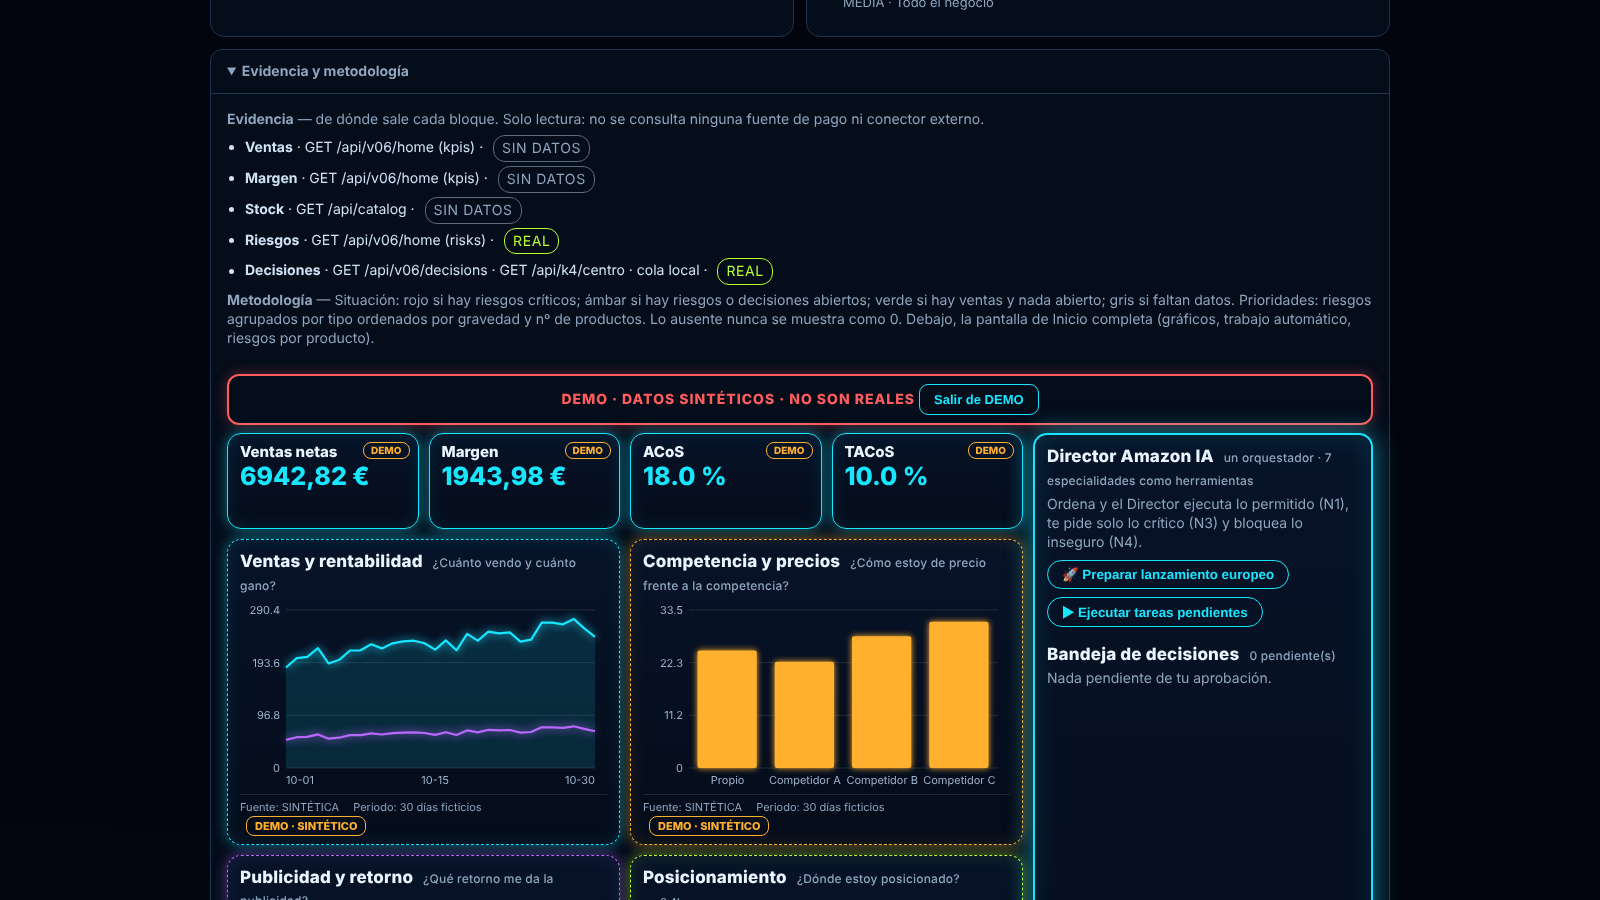 MEDIA · Todo el negocio
▼ Evidencia y metodología
Evidencia — de dónde sale cada bloque. Solo lectura: no se consulta ninguna fuente de pago ni conector externo.
• Ventas · GET /api/v06/home (kpis) · SIN DATOS
• Margen · GET /api/v06/home (kpis) · SIN DATOS
• Stock · GET /api/catalog · SIN DATOS
• Riesgos · GET /api/v06/home (risks) · REAL
• Decisiones · GET /api/v06/decisions · GET /api/k4/centro · cola local · REAL
Metodología — Situación: rojo si hay riesgos críticos; ámbar si hay riesgos o decisiones abiertos; verde si hay ventas y nada abierto; gris si faltan datos. Prioridades: riesgos
agrupados por tipo ordenados por gravedad y nº de productos. Lo ausente nunca se muestra como 0. Debajo, la pantalla de Inicio completa (gráficos, trabajo automático,
riesgos por producto).
DEMO · DATOS SINTÉTICOS · NO SON REALES Salir de DEMO
Ventas netas DEMO
6942,82 €
Margen DEMO
1943,98 €
ACoS DEMO
18.0 %
TACoS DEMO
10.0 %
Director Amazon IA un orquestador · 7
especialidades como herramientas
Ordena y el Director ejecuta lo permitido (N1),
te pide solo lo crítico (N3) y bloquea lo
inseguro (N4).
🚀 Preparar lanzamiento europeo
▶ Ejecutar tareas pendientes
Bandeja de decisiones 0 pendiente(s)
Nada pendiente de tu aprobación.
Ventas y rentabilidad ¿Cuánto vendo y cuánto
gano?
290.4
193.6
96.8
0
10-01 10-15 10-30
Fuente: SINTÉTICA Periodo: 30 días ficticios
DEMO · SINTÉTICO
Competencia y precios ¿Cómo estoy de precio
frente a la competencia?
33.5
22.3
11.2
0
Propio Competidor A Competidor B Competidor C
Fuente: SINTÉTICA Periodo: 30 días ficticios
DEMO · SINTÉTICO
Publicidad y retorno ¿Qué retorno me da la
publicidad?
Posicionamiento ¿Dónde estoy posicionado?